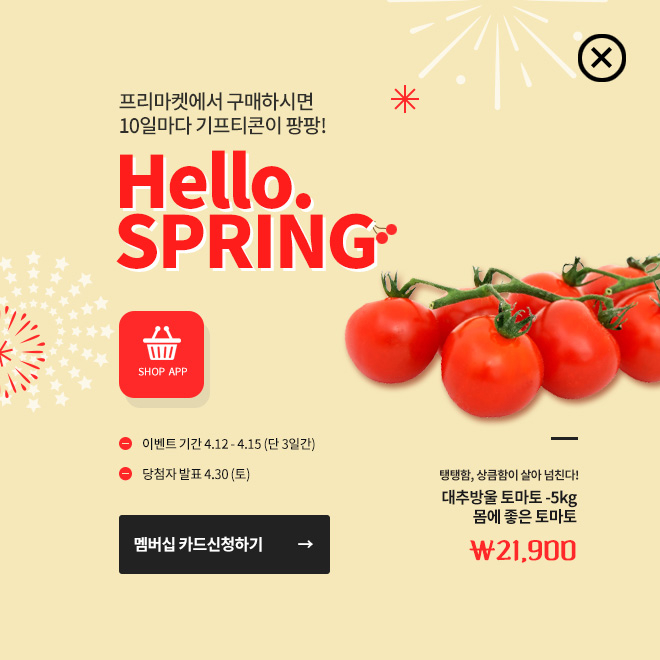 프리마켓에서 구매하시면
10일마다 기프티콘이 팡팡!
Hello.
SPRING
SHOP APP
이벤트 기간 4.12 - 4.15 (단 3일간)
당첨자 발표 4.30 (토)
멤버십 카드신청하기 →
탱탱함, 상큼함이 살아 넘친다!
대추방울 토마토 -5kg
몸에 좋은 토마토
₩21,900